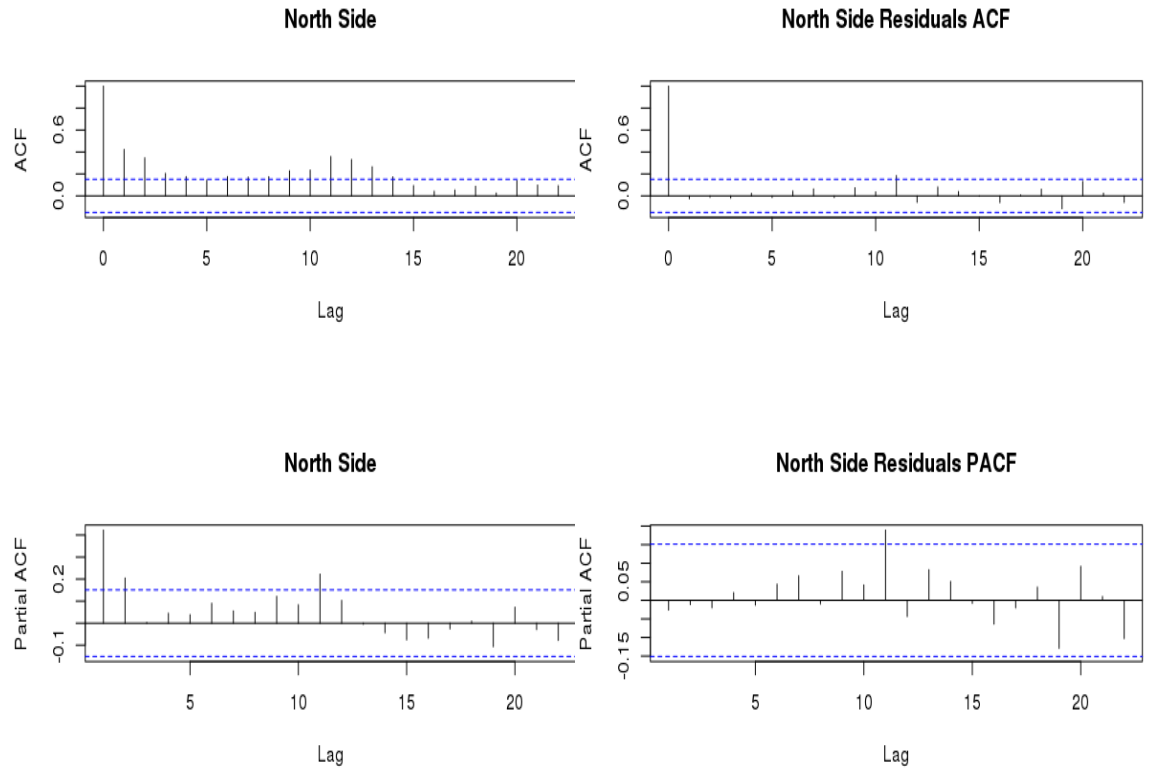 North Side
ACF
0.0 0.6
0 5 10 15 20
Lag
North Side Residuals ACF
ACF
0.0 0.6
0 5 10 15 20
Lag
North Side
Partial ACF
-0.1 0.2
5 10 15 20
Lag
North Side Residuals PACF
Partial ACF
-0.15 0.05
5 10 15 20
Lag